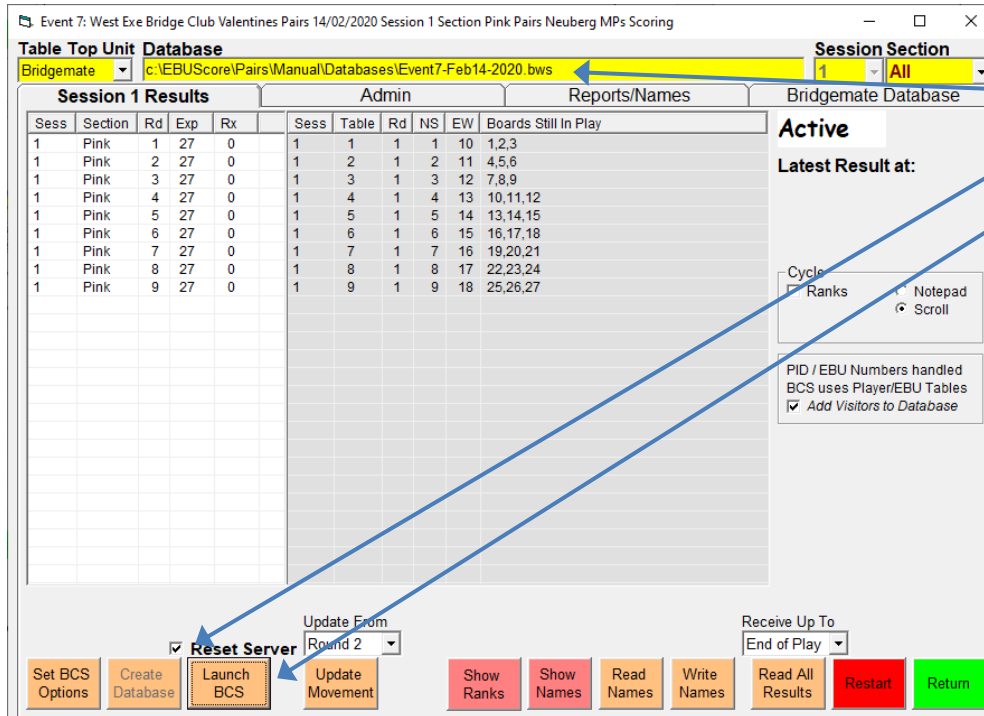 Event 7: West Exe Bridge Club Valentines Pairs 14/02/2020 Session 1 Section Pink Pairs Neuberg MPs Scoring
Table Top Unit Database Session Section
Bridgemate c:\EBUScore\Pairs\Manual\Databases\Event7-Feb14-2020.bws 1 All
Session 1 Results Admin Reports/Names Bridgemate Database
Sess Section Rd Exp Rx Sess Table Rd NS EW Boards Still In Play
1 Pink 1 27 0 1 1 1 1 10 1,2,3
1 Pink 2 27 0 1 2 1 2 11 4,5,6
1 Pink 3 27 0 1 3 1 3 12 7,8,9
1 Pink 4 27 0 1 4 1 4 13 10,11,12
1 Pink 5 27 0 1 5 1 5 14 13,14,15
1 Pink 6 27 0 1 6 1 6 15 16,17,18
1 Pink 7 27 0 1 7 1 7 16 19,20,21
1 Pink 8 27 0 1 8 1 8 17 22,23,24
1 Pink 9 27 0 1 9 1 9 18 25,26,27
Active
Latest Result at:
Cycle
Ranks Notepad
Scroll
PID / EBU Numbers handled
BCS uses Player/EBU Tables
Add Visitors to Database
Update From Receive Up To
Reset Server Round 2 End of Play
Set BCS Options
Create Database
Launch BCS
Update Movement
Show Ranks
Show Names
Read Names
Write Names
Read All Results
Restart
Return